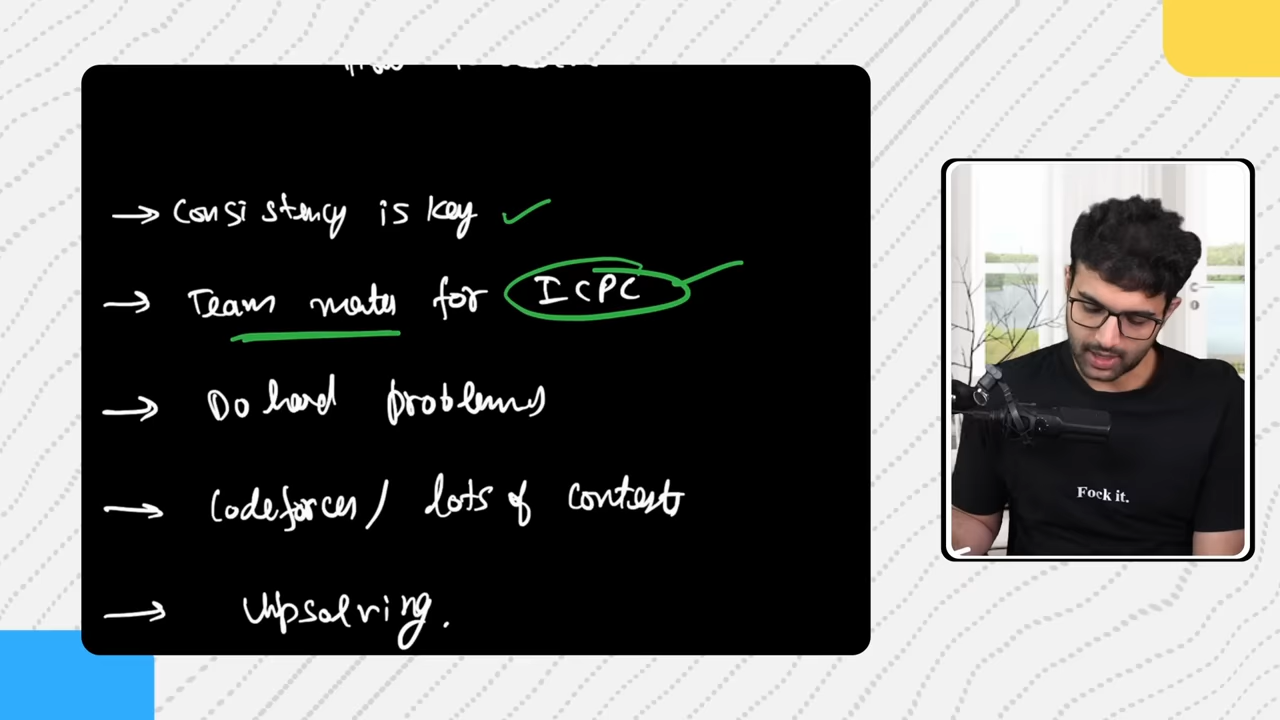 → Consistency is key ✓
→ Team mates for ICPC
→ Do hard problems
→ Codeforces / lots of contests
→ Upsolving.
Fock it.